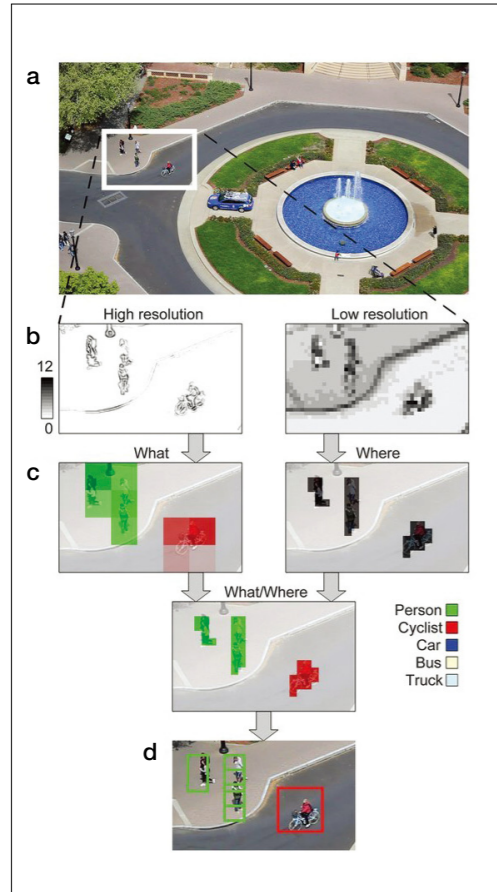 a
High resolution
Low resolution
b
12
0
What
Where
c
What/Where
Person
Cyclist
Car
Bus
Truck
d